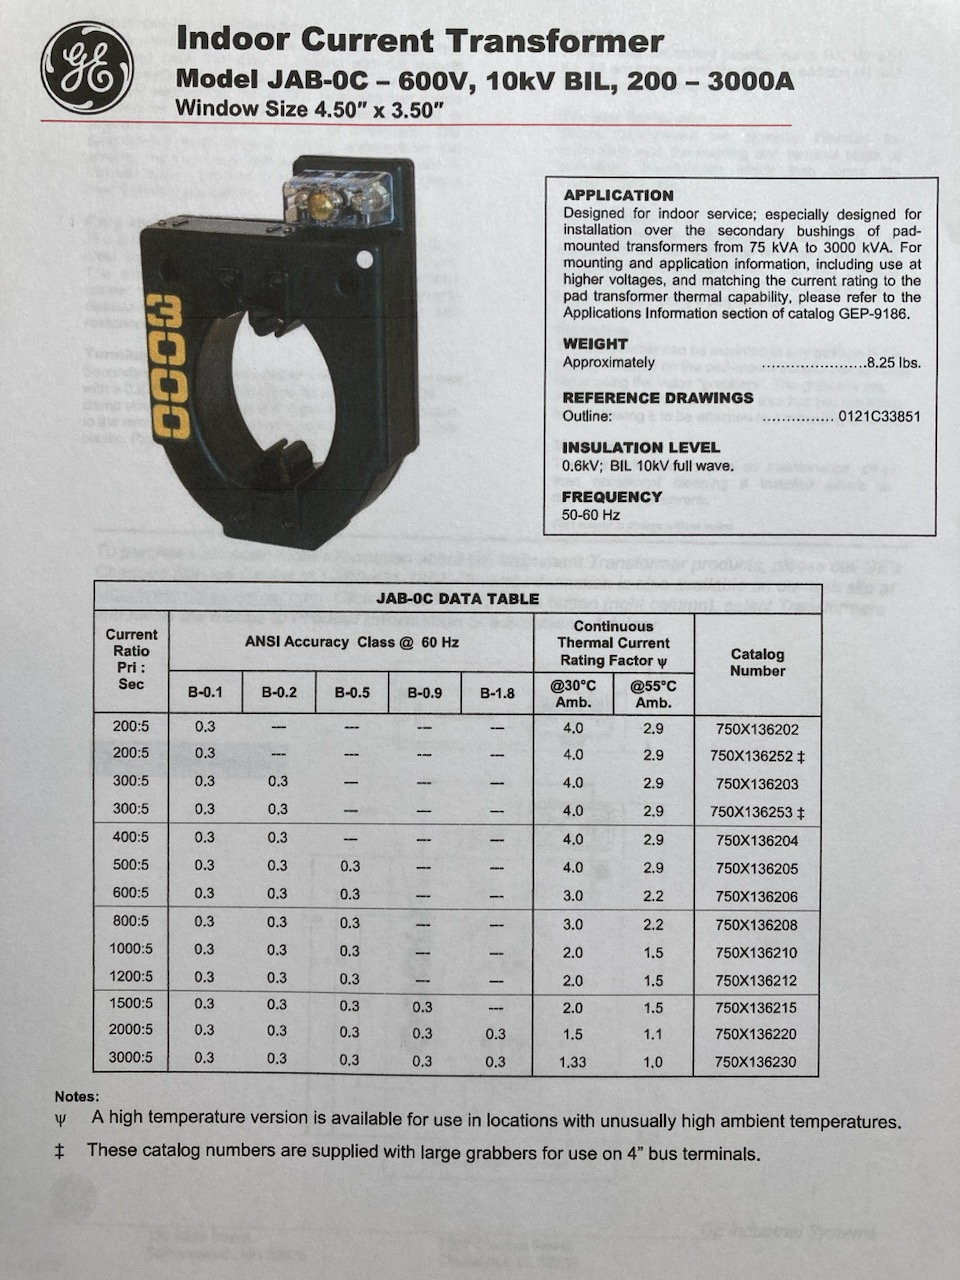 GE
Indoor Current Transformer
Model JAB-0C – 600V, 10kV BIL, 200 – 3000A
Window Size 4.50" x 3.50"
3000
APPLICATION
Designed for indoor service; especially designed for
installation over the secondary bushings of pad-
mounted transformers from 75 kVA to 3000 kVA. For
mounting and application information, including use at
higher voltages, and matching the current rating to the
pad transformer thermal capability, please refer to the
Applications Information section of catalog GEP-9186.
WEIGHT
Approximately ......................8.25 lbs.
REFERENCE DRAWINGS
Outline: ............... 0121C33851
INSULATION LEVEL
0.6kV; BIL 10kV full wave.
FREQUENCY
50-60 Hz
JAB-0C DATA TABLE
Current Ratio Pri : Sec
ANSI Accuracy Class @ 60 Hz
Continuous Thermal Current Rating Factor ψ
Catalog Number
B-0.1 B-0.2 B-0.5 B-0.9 B-1.8 @30°C Amb. @55°C Amb.
200:5 0.3 --- --- --- --- 4.0 2.9 750X136202
200:5 0.3 --- --- --- --- 4.0 2.9 750X136252 ‡
300:5 0.3 0.3 --- --- --- 4.0 2.9 750X136203
300:5 0.3 0.3 --- --- --- 4.0 2.9 750X136253 ‡
400:5 0.3 0.3 --- --- --- 4.0 2.9 750X136204
500:5 0.3 0.3 0.3 --- --- 4.0 2.9 750X136205
600:5 0.3 0.3 0.3 --- --- 3.0 2.2 750X136206
800:5 0.3 0.3 0.3 --- --- 3.0 2.2 750X136208
1000:5 0.3 0.3 0.3 --- --- 2.0 1.5 750X136210
1200:5 0.3 0.3 0.3 --- --- 2.0 1.5 750X136212
1500:5 0.3 0.3 0.3 0.3 --- 2.0 1.5 750X136215
2000:5 0.3 0.3 0.3 0.3 0.3 1.5 1.1 750X136220
3000:5 0.3 0.3 0.3 0.3 0.3 1.33 1.0 750X136230
Notes:
ψ A high temperature version is available for use in locations with unusually high ambient temperatures.
‡ These catalog numbers are supplied with large grabbers for use on 4" bus terminals.